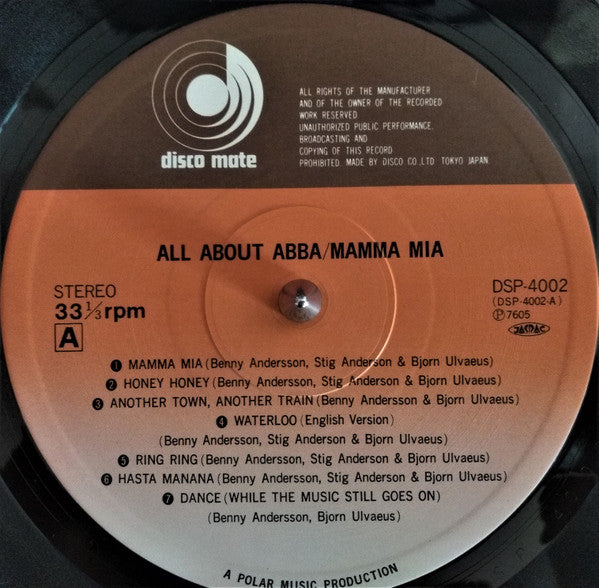 disco mate
ALL RIGHTS OF THE MANUFACTURER
AND OF THE OWNER OF THE RECORDED
WORK RESERVED
UNAUTHORIZED PUBLIC PERFORMANCE,
BROADCASTING AND
COPYING OF THIS RECORD
PROHIBITED. MADE BY DISCO CO.,LTD. TOKYO JAPAN
ALL ABOUT ABBA/MAMMA MIA
STEREO
33⅓rpm
A
DSP-4002
(DSP-4002-A)
Ⓟ7605
JASRAC
❶ MAMMA MIA (Benny Andersson, Stig Anderson & Bjorn Ulvaeus)
❷ HONEY HONEY (Benny Andersson, Stig Anderson & Bjorn Ulvaeus)
❸ ANOTHER TOWN, ANOTHER TRAIN (Benny Andersson & Bjorn Ulvaeus)
❹ WATERLOO (English Version)
(Benny Andersson, Stig Anderson & Bjorn Ulvaeus)
❺ RING RING (Benny Andersson, Stig Anderson & Bjorn Ulvaeus)
❻ HASTA MANANA (Benny Andersson, Stig Anderson & Bjorn Ulvaeus)
❼ DANCE (WHILE THE MUSIC STILL GOES ON)
(Benny Andersson, Bjorn Ulvaeus)
A POLAR MUSIC PRODUCTION